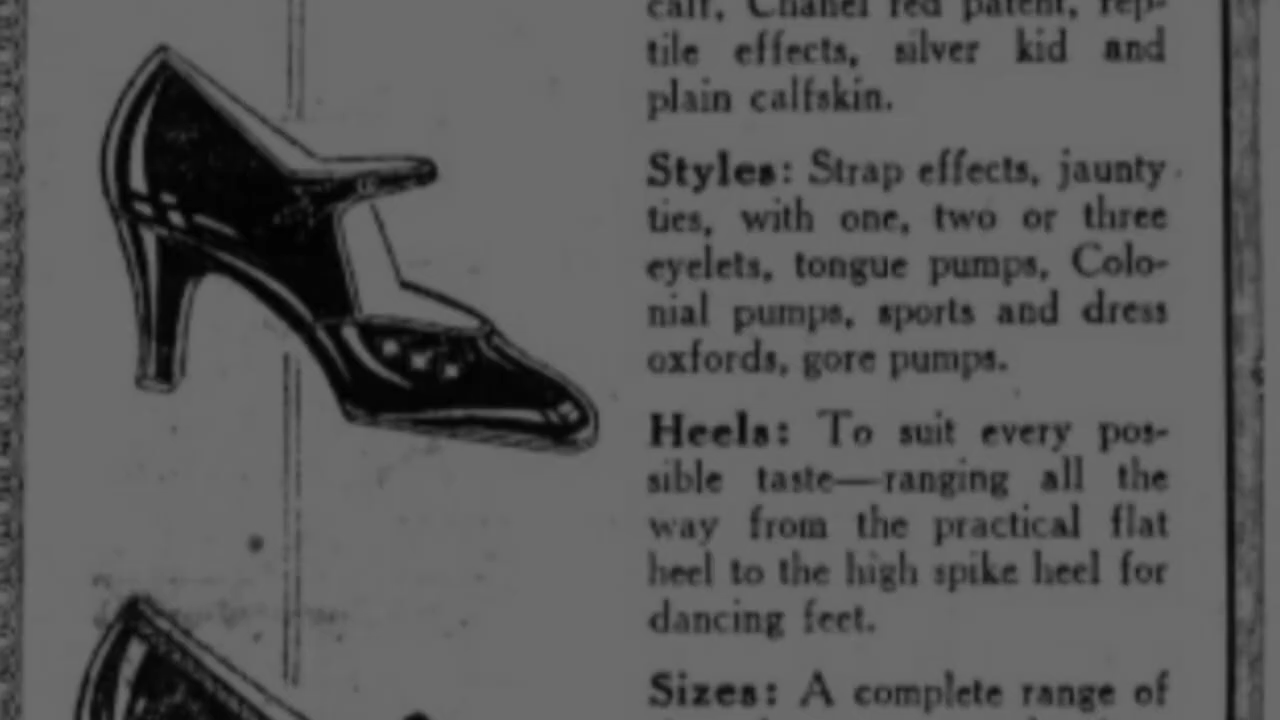 calf, Chanel red patent, rep-
tile effects, silver kid and
plain calfskin.
Styles: Strap effects, jaunty
ties, with one, two or three
eyelets, tongue pumps, Colo-
nial pumps, sports and dress
oxfords, gore pumps.
Heels: To suit every pos-
sible taste—ranging all the
way from the practical flat
heel to the high spike heel for
dancing feet.
Sizes: A complete range of